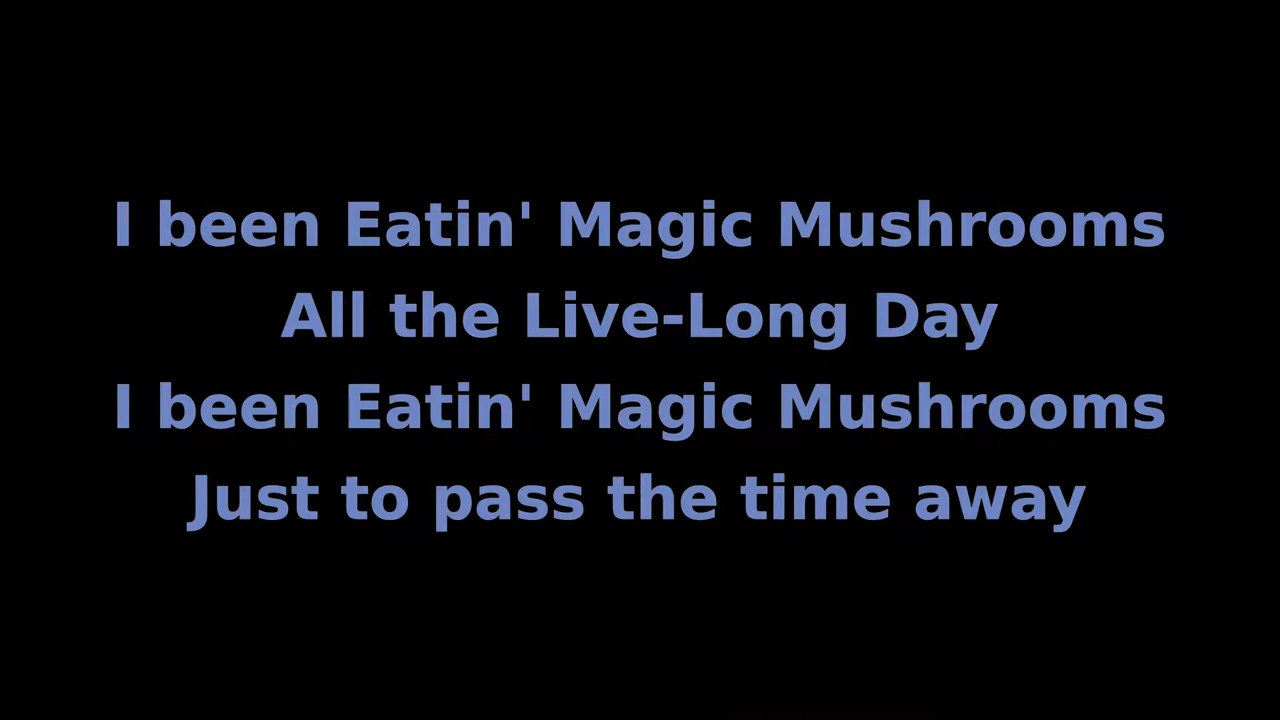 I been Eatin' Magic Mushrooms
All the Live-Long Day
I been Eatin' Magic Mushrooms
Just to pass the time away